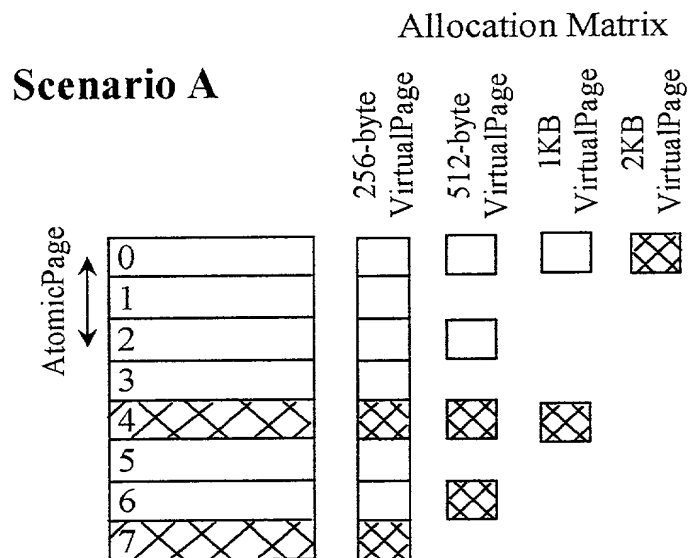 Allocation Matrix
Scenario A
256-byte
VirtualPage
512-byte
VirtualPage
1KB
VirtualPage
2KB
VirtualPage
AtomicPage
0
1
2
3
4
5
6
7